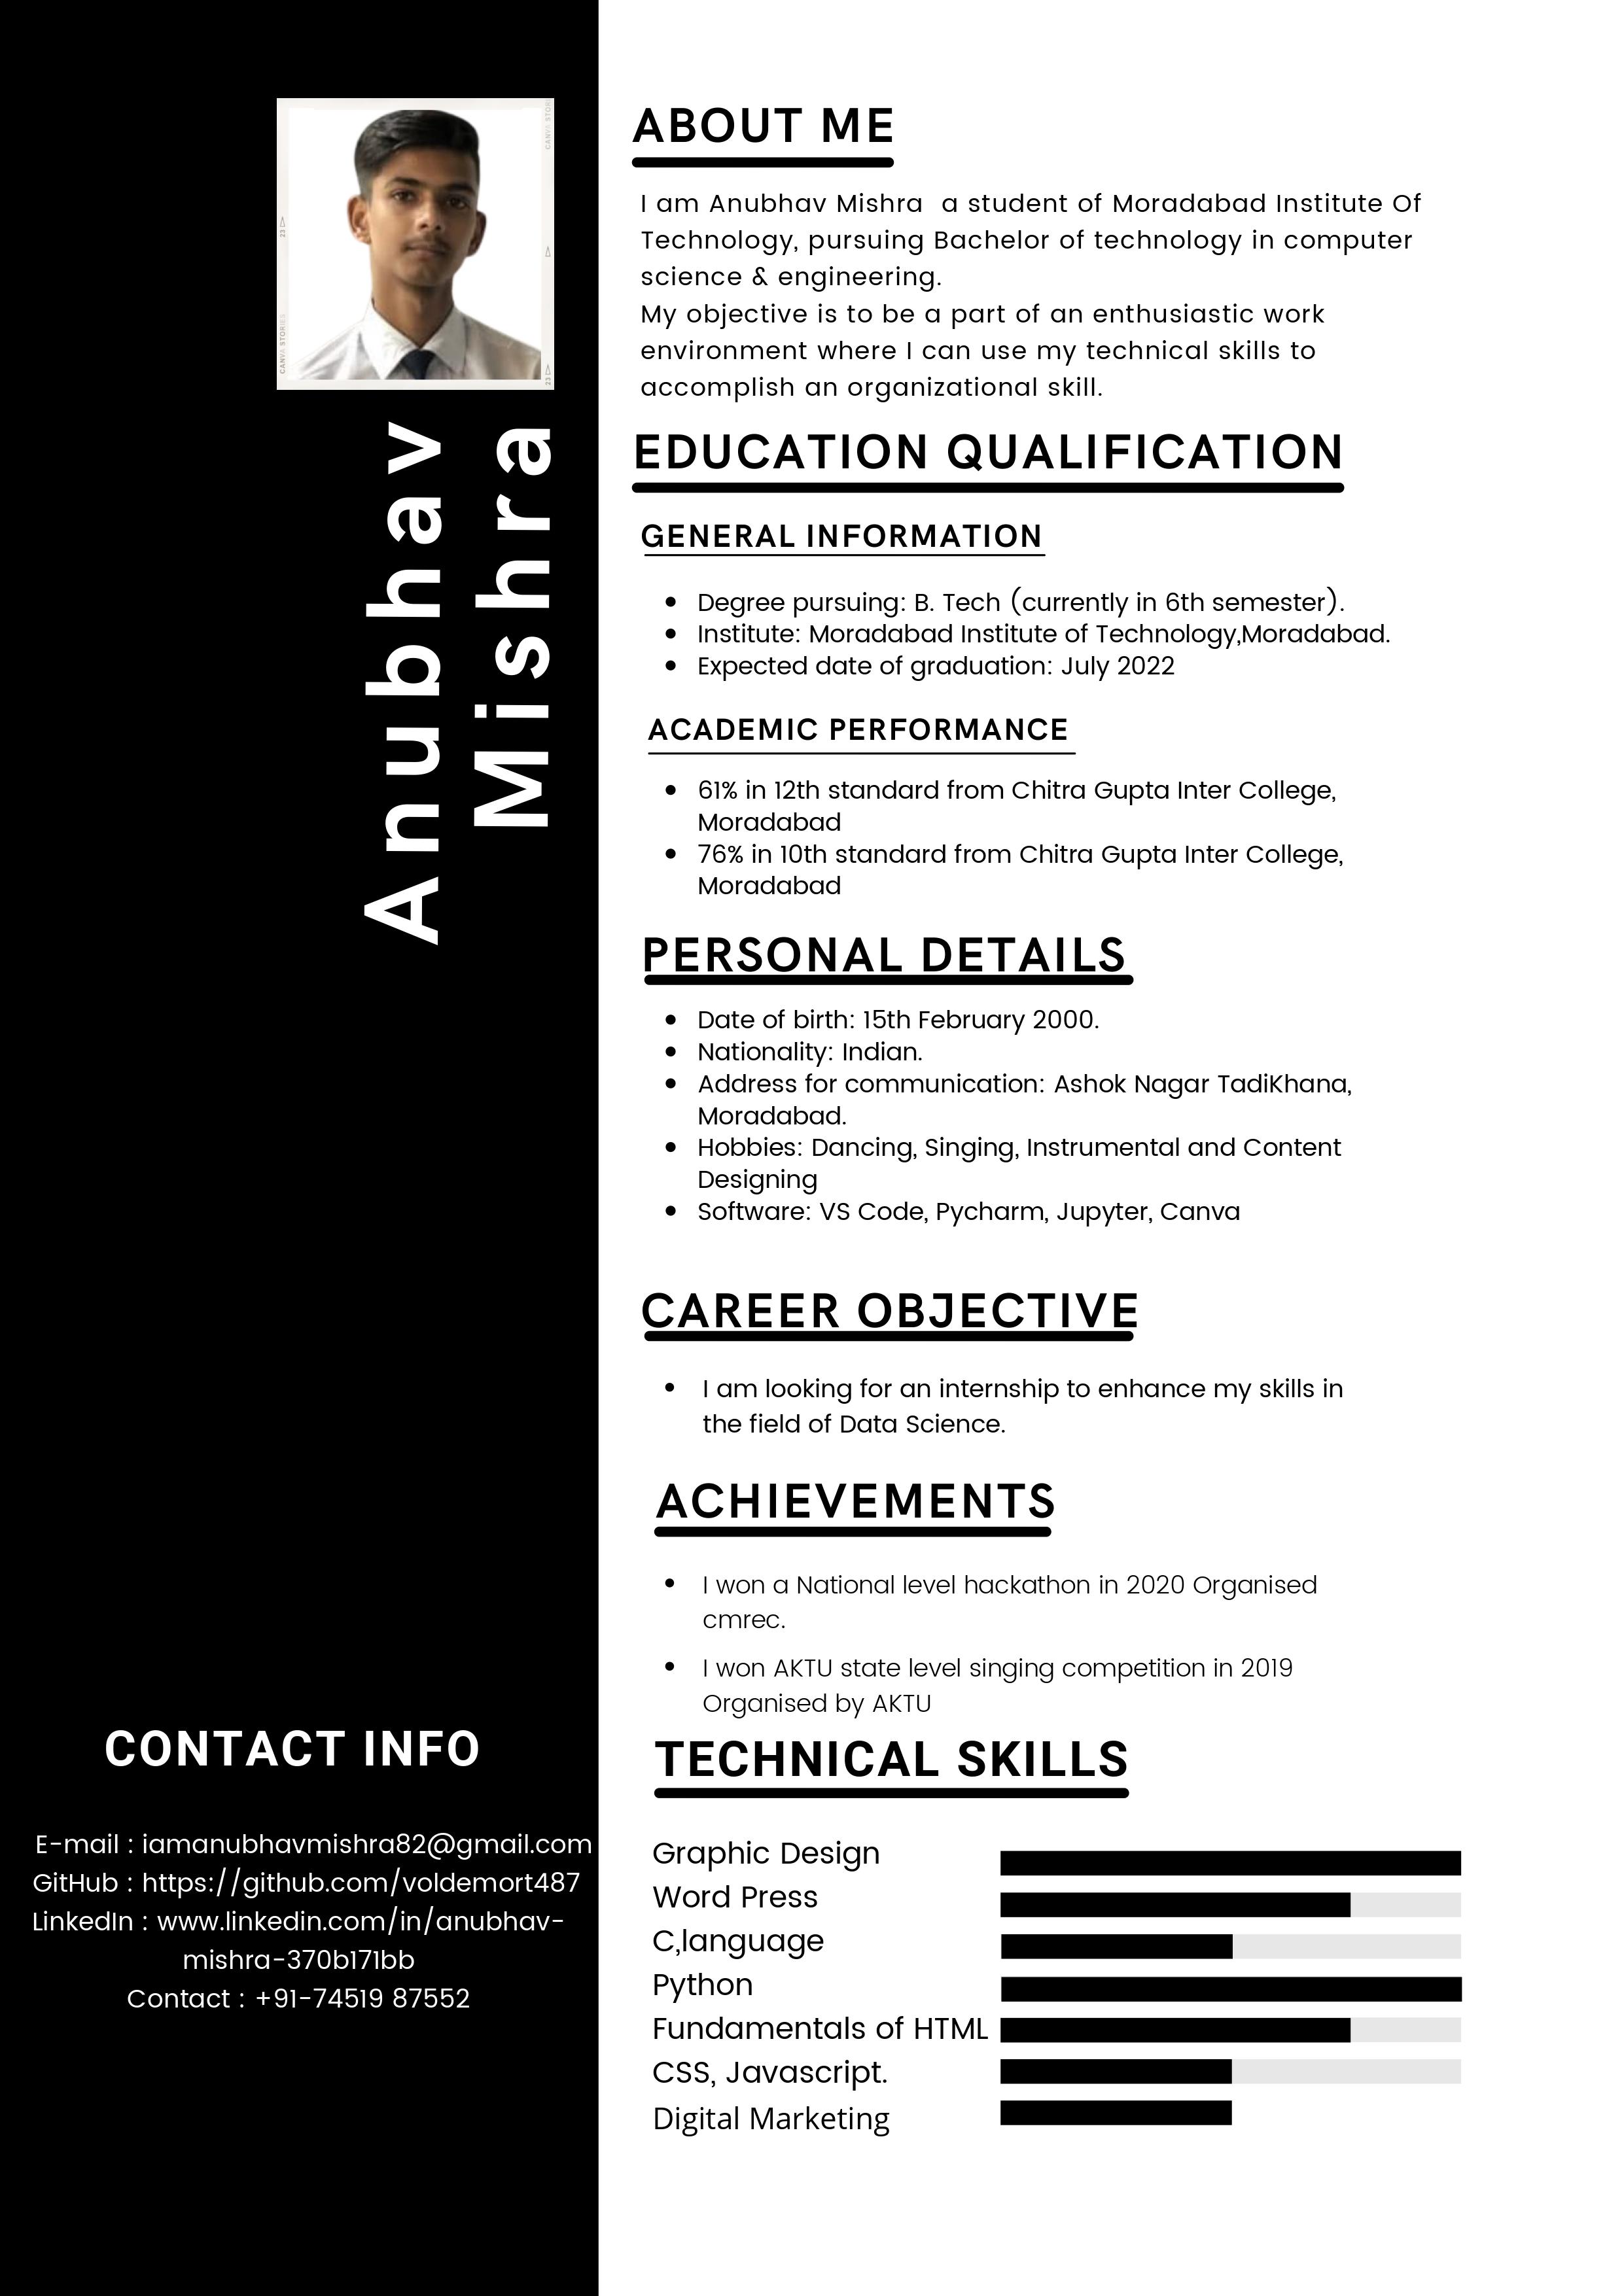 Anubhav
Mishra
CONTACT INFO
E-mail : iamanubhavmishra82@gmail.com
GitHub : https://github.com/voldemort487
LinkedIn : www.linkedin.com/in/anubhav-
mishra-370b171bb
Contact : +91-74519 87552
ABOUT ME
I am Anubhav Mishra  a student of Moradabad Institute Of
Technology, pursuing Bachelor of technology in computer
science & engineering.
My objective is to be a part of an enthusiastic work
environment where I can use my technical skills to
accomplish an organizational skill.
EDUCATION QUALIFICATION
GENERAL INFORMATION
• Degree pursuing: B. Tech (currently in 6th semester).
• Institute: Moradabad Institute of Technology,Moradabad.
• Expected date of graduation: July 2022
ACADEMIC PERFORMANCE
• 61% in 12th standard from Chitra Gupta Inter College,
Moradabad
• 76% in 10th standard from Chitra Gupta Inter College,
Moradabad
PERSONAL DETAILS
• Date of birth: 15th February 2000.
• Nationality: Indian.
• Address for communication: Ashok Nagar TadiKhana,
Moradabad.
• Hobbies: Dancing, Singing, Instrumental and Content
Designing
• Software: VS Code, Pycharm, Jupyter, Canva
CAREER OBJECTIVE
• I am looking for an internship to enhance my skills in
the field of Data Science.
ACHIEVEMENTS
• I won a National level hackathon in 2020 Organised
cmrec.
• I won AKTU state level singing competition in 2019
Organised by AKTU
TECHNICAL SKILLS
Graphic Design
Word Press
C,language
Python
Fundamentals of HTML
CSS, Javascript.
Digital Marketing